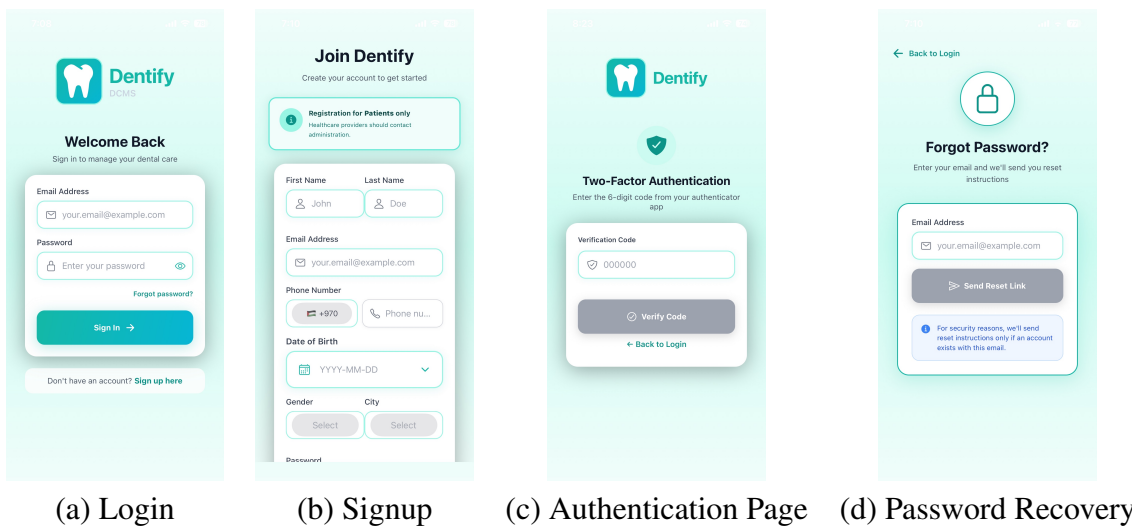 Dentify
DCMS
Welcome Back
Sign in to manage your dental care
Email Address
your.email@example.com
Password
Enter your password
Forgot password?
Sign In →
Don't have an account? Sign up here
(a) Login
Join Dentify
Create your account to get started
Registration for Patients only
Healthcare providers should contact
administration.
First Name Last Name
John Doe
Email Address
your.email@example.com
Phone Number
+970 Phone nu...
Date of Birth
YYYY-MM-DD
Gender City
Select Select
Password
(b) Signup
Dentify
Two-Factor Authentication
Enter the 6-digit code from your authenticator
app
Verification Code
000000
Verify Code
← Back to Login
(c) Authentication Page
← Back to Login
Forgot Password?
Enter your email and we'll send you reset
instructions
Email Address
your.email@example.com
Send Reset Link
For security reasons, we'll send
reset instructions only if an account
exists with this email.
(d) Password Recovery